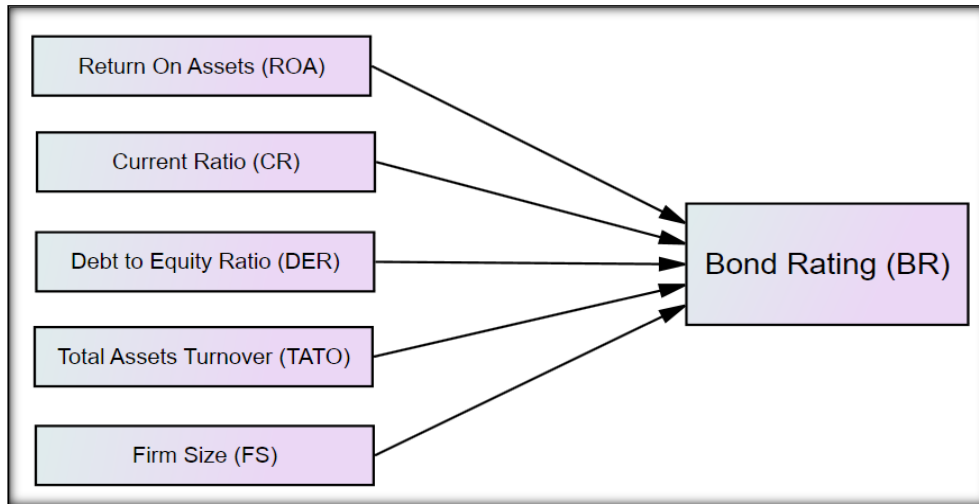 Return On Assets (ROA)
Current Ratio (CR)
Debt to Equity Ratio (DER)
Total Assets Turnover (TATO)
Firm Size (FS)
Bond Rating (BR)